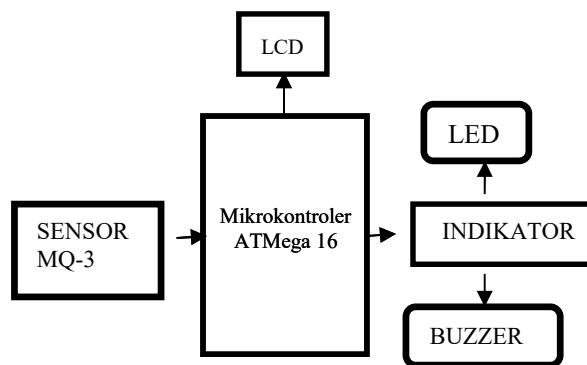 LCD
LED
SENSOR
MQ-3
Mikrokontroler
ATMega 16
INDIKATOR
BUZZER